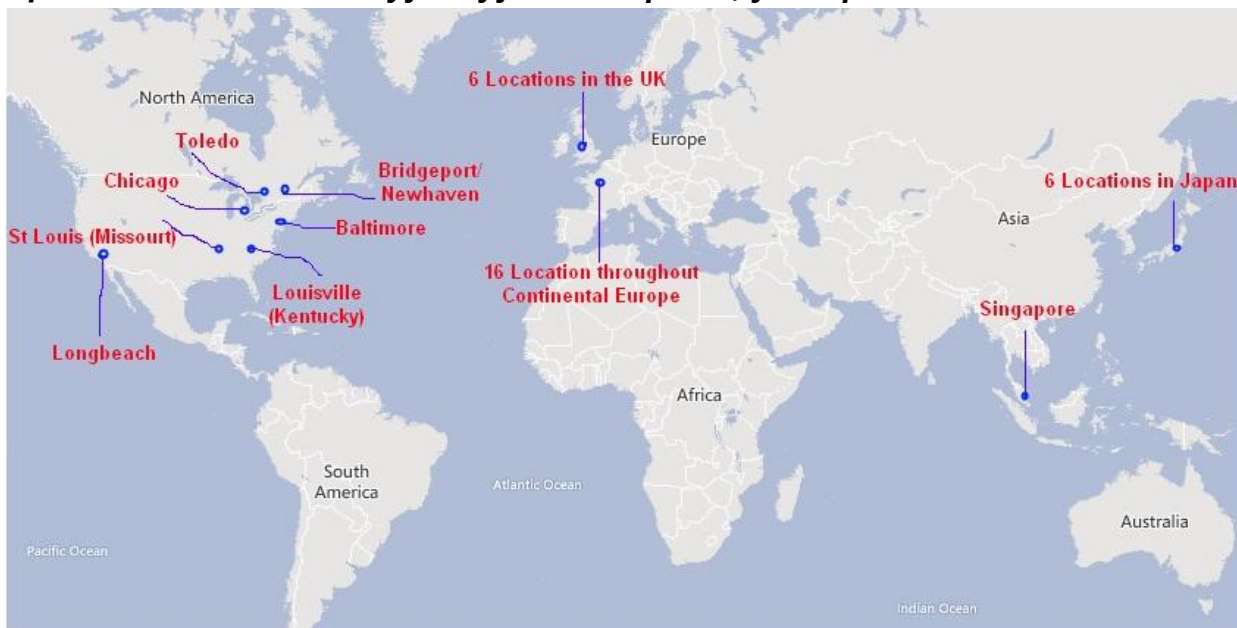 6 Locations in the UK
North America
Toledo
Europe
Bridgeport/
Newhaven
Chicago
6 Locations in Japan
Asia
Baltimore
St Louis (Missourt)
16 Location throughout
Continental Europe
Louisville
(Kentucky)
Singapore
Longbeach
Africa
South
America
Atlantic Ocean
Australia
Pacific Ocean
Indian Ocean